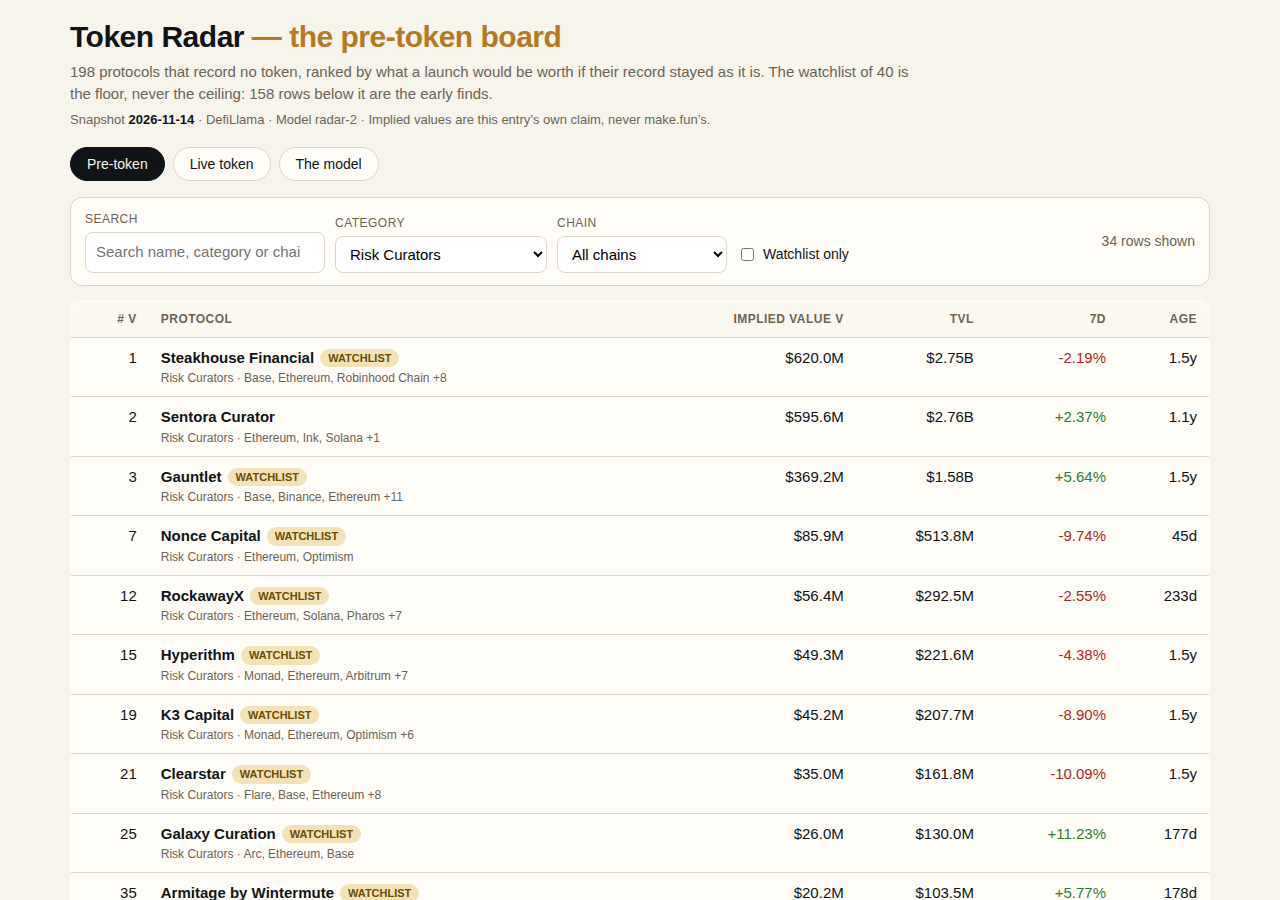 Token Radar — the pre-token board
198 protocols that record no token, ranked by what a launch would be worth if their record stayed as it is. The watchlist of 40 is
the floor, never the ceiling: 158 rows below it are the early finds.
Snapshot 2026-11-14 · DefiLlama · Model radar-2 · Implied values are this entry's own claim, never make.fun's.
Pre-token Live token The model
SEARCH CATEGORY CHAIN
Search name, category or chai Risk Curators All chains Watchlist only 34 rows shown
# V PROTOCOL IMPLIED VALUE V TVL 7D AGE
1 Steakhouse Financial WATCHLIST $620.0M $2.75B -2.19% 1.5y
Risk Curators · Base, Ethereum, Robinhood Chain +8
2 Sentora Curator $595.6M $2.76B +2.37% 1.1y
Risk Curators · Ethereum, Ink, Solana +1
3 Gauntlet WATCHLIST $369.2M $1.58B +5.64% 1.5y
Risk Curators · Base, Binance, Ethereum +11
7 Nonce Capital WATCHLIST $85.9M $513.8M -9.74% 45d
Risk Curators · Ethereum, Optimism
12 RockawayX WATCHLIST $56.4M $292.5M -2.55% 233d
Risk Curators · Ethereum, Solana, Pharos +7
15 Hyperithm WATCHLIST $49.3M $221.6M -4.38% 1.5y
Risk Curators · Monad, Ethereum, Arbitrum +7
19 K3 Capital WATCHLIST $45.2M $207.7M -8.90% 1.5y
Risk Curators · Monad, Ethereum, Optimism +6
21 Clearstar WATCHLIST $35.0M $161.8M -10.09% 1.5y
Risk Curators · Flare, Base, Ethereum +8
25 Galaxy Curation WATCHLIST $26.0M $130.0M +11.23% 177d
Risk Curators · Arc, Ethereum, Base
35 Armitage by Wintermute WATCHLIST $20.2M $103.5M +5.77% 178d